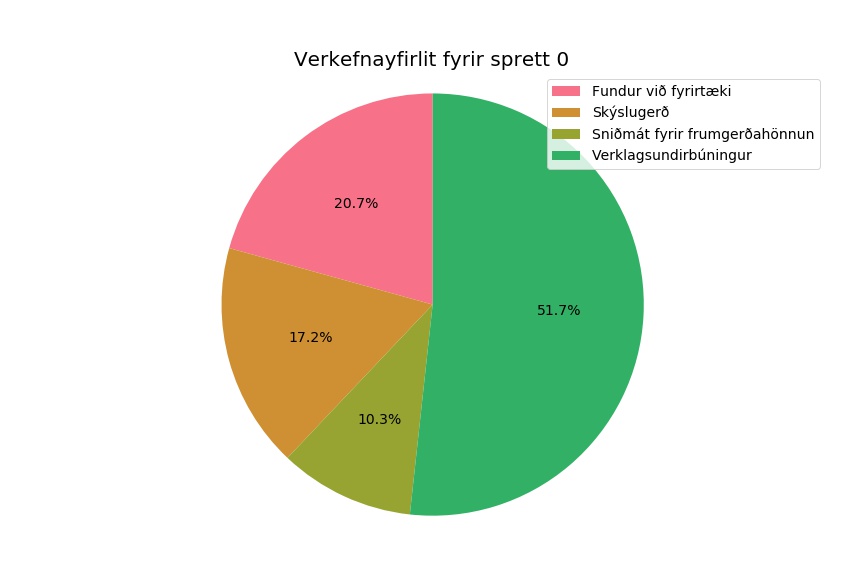 Verkefnayfirlit fyrir sprett 0
Fundur við fyrirtæki
Skýslugerð
Sniðmát fyrir frumgerðahönnun
Verklagsundirbúningur
20.7%
51.7%
17.2%
10.3%